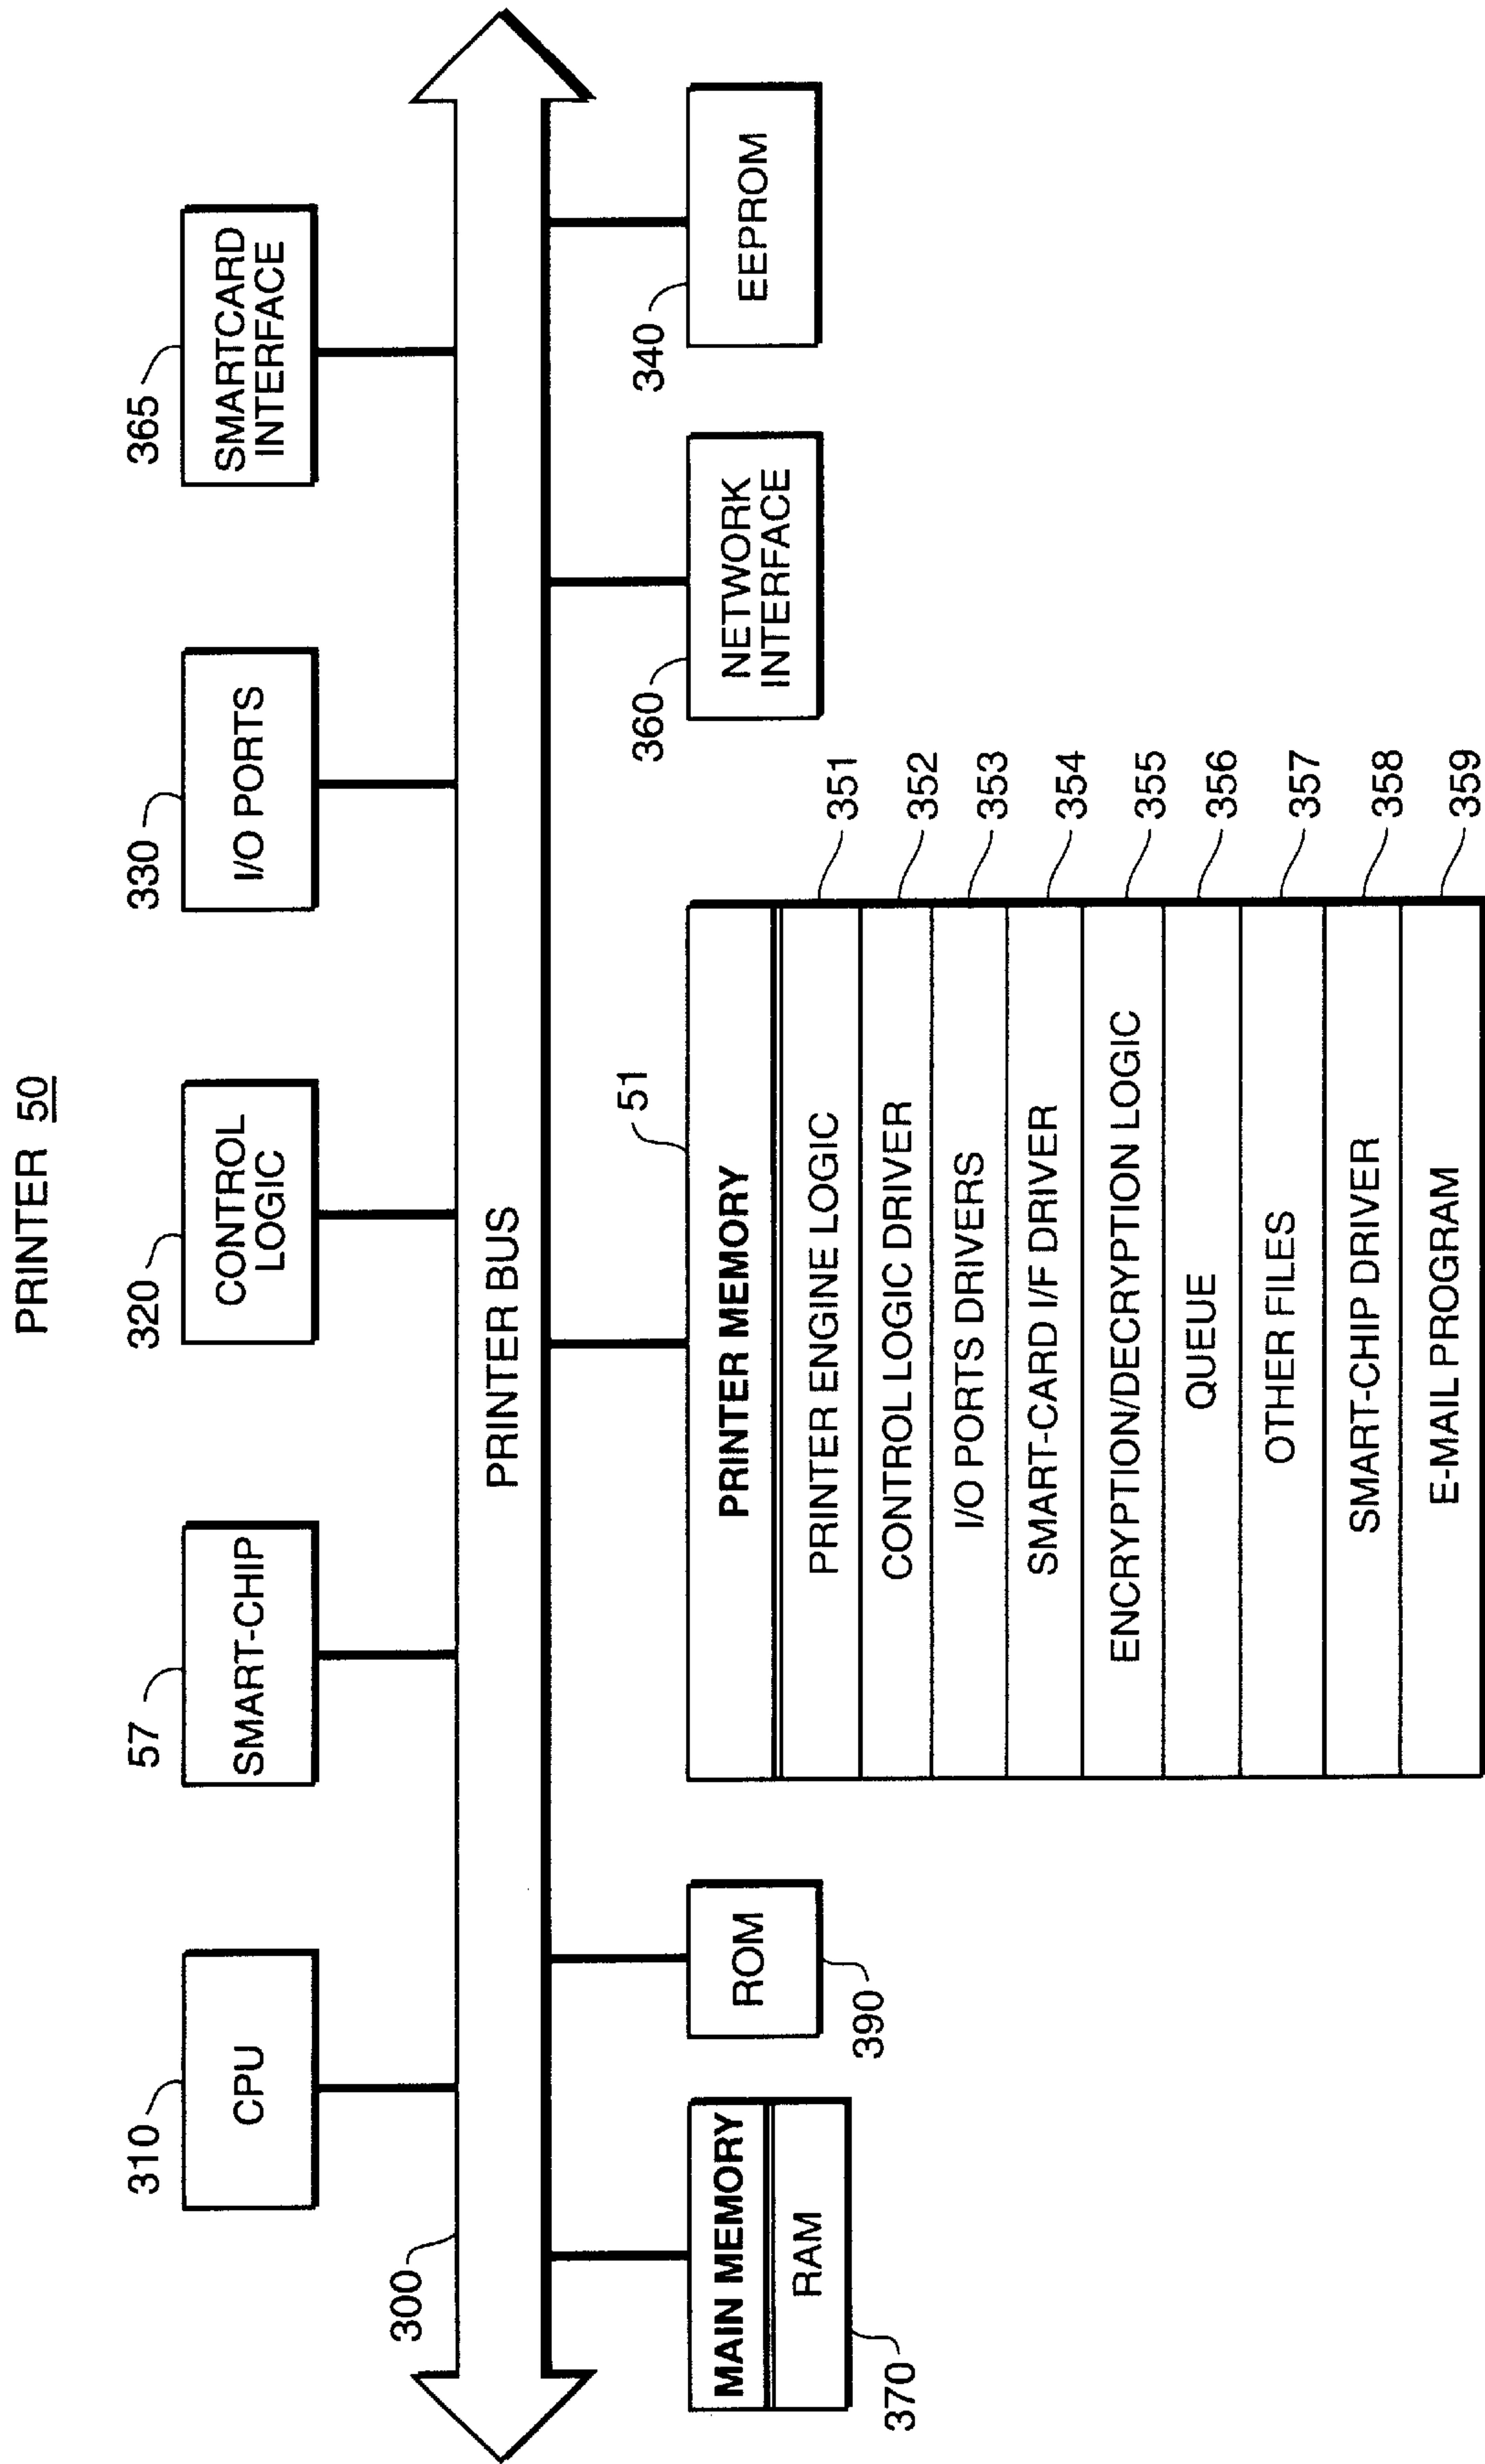 PRINTER 50
310
CPU
57
SMART-CHIP
320
CONTROL
LOGIC
330
I/O PORTS
365
SMARTCARD
INTERFACE
300
PRINTER BUS
MAIN MEMORY
RAM
370
ROM
390
51
PRINTER MEMORY
PRINTER ENGINE LOGIC
351
CONTROL LOGIC DRIVER
352
I/O PORTS DRIVERS
353
SMART-CARD I/F DRIVER
354
ENCRYPTION/DECRYPTION LOGIC
355
QUEUE
356
OTHER FILES
357
SMART-CHIP DRIVER
358
E-MAIL PROGRAM
359
360
NETWORK
INTERFACE
340
EEPROM